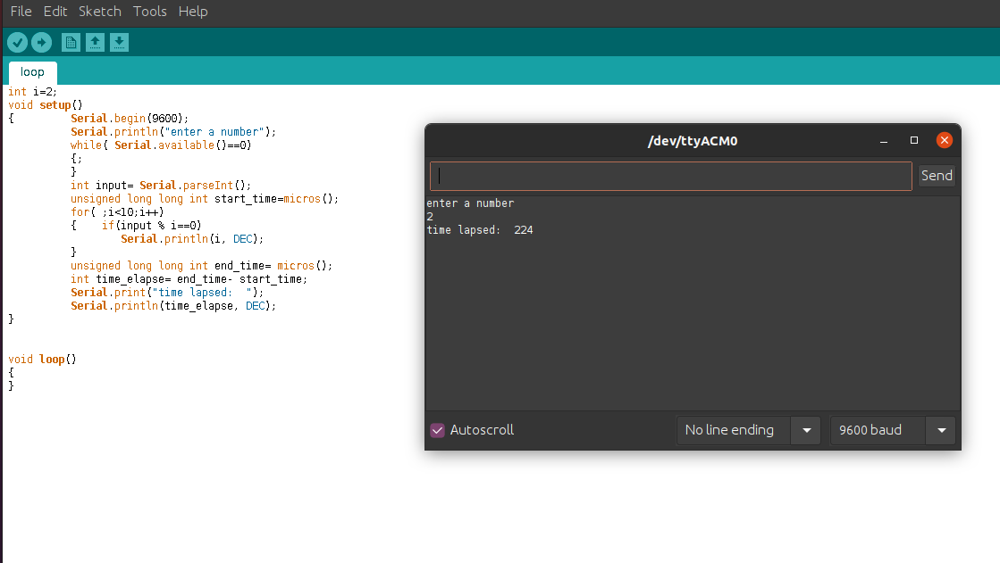 File Edit Sketch Tools Help
loop
int i=2;
void setup()
{ Serial.begin(9600);
Serial.println("enter a number");
while( Serial.available()==0)
{;
}
int input= Serial.parseInt();
unsigned long long int start_time=micros();
for( ;i<10;i++)
{ if(input % i==0)
Serial.println(i, DEC);
}
unsigned long long int end_time= micros();
int time_elapse= end_time- start_time;
Serial.print("time lapsed:  ");
Serial.println(time_elapse, DEC);
}
void loop()
{
}
/dev/ttyACM0
Send
enter a number
2
time lapsed:  224
Autoscroll
No line ending
9600 baud